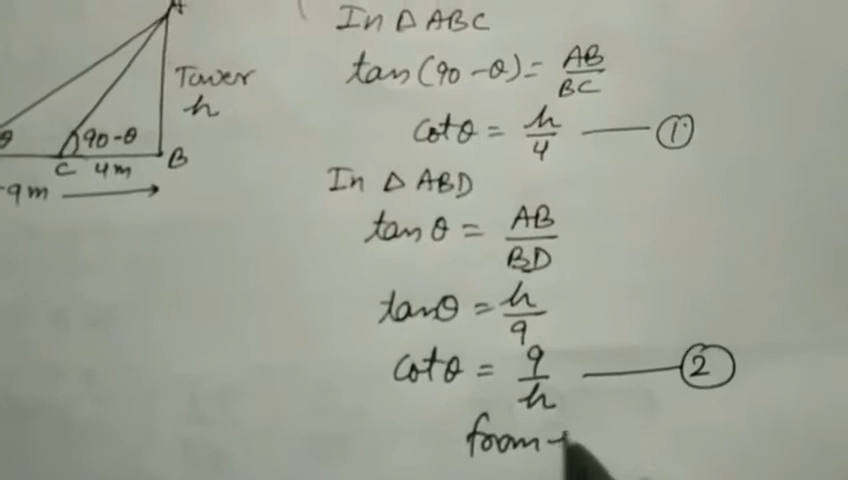 A
Tower
h
θ
90-θ
C
4m
B
9m
In △ ABC
tan(90-θ) = AB/BC
cotθ = h/4 ——— ①
In △ ABD
tanθ = AB/BD
tanθ = h/9
cotθ = 9/h ——— ②
from